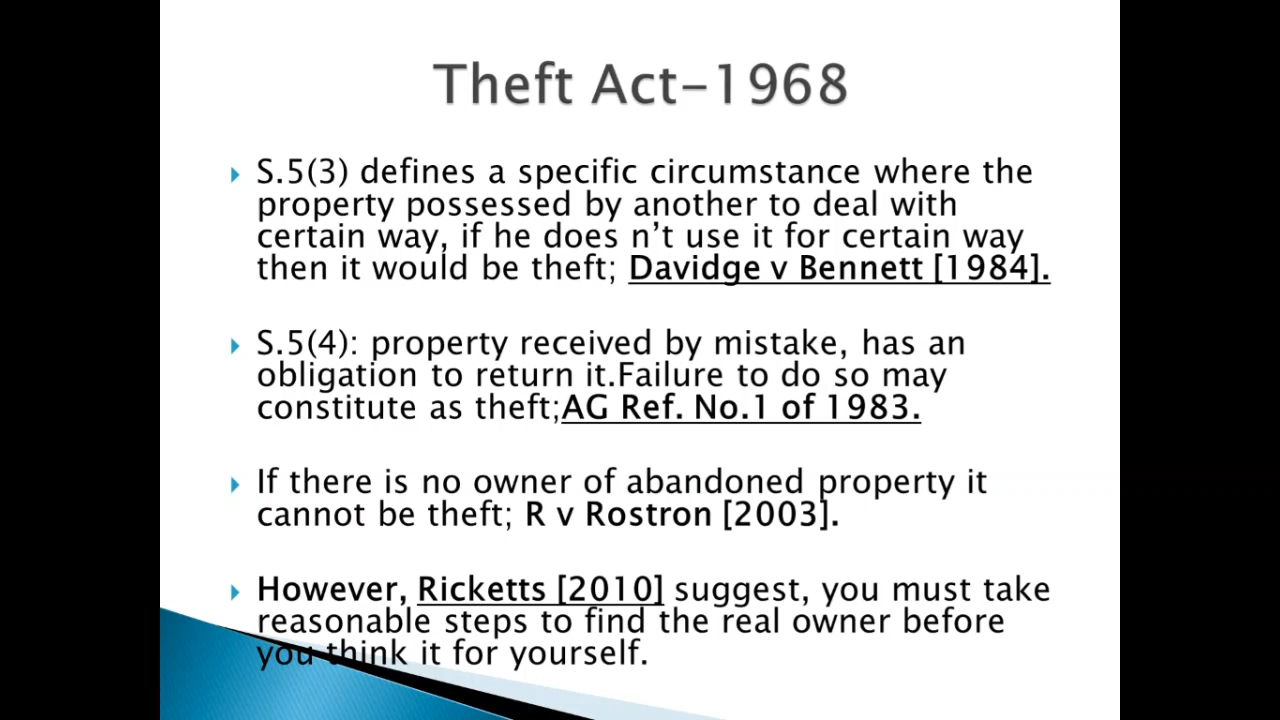 Theft Act-1968
S.5(3) defines a specific circumstance where the
property possessed by another to deal with
certain way, if he does n't use it for certain way
then it would be theft; Davidge v Bennett [1984].
S.5(4): property received by mistake, has an
obligation to return it.Failure to do so may
constitute as theft;AG Ref. No.1 of 1983.
If there is no owner of abandoned property it
cannot be theft; R v Rostron [2003].
However, Ricketts [2010] suggest, you must take
reasonable steps to find the real owner before
you think it for yourself.